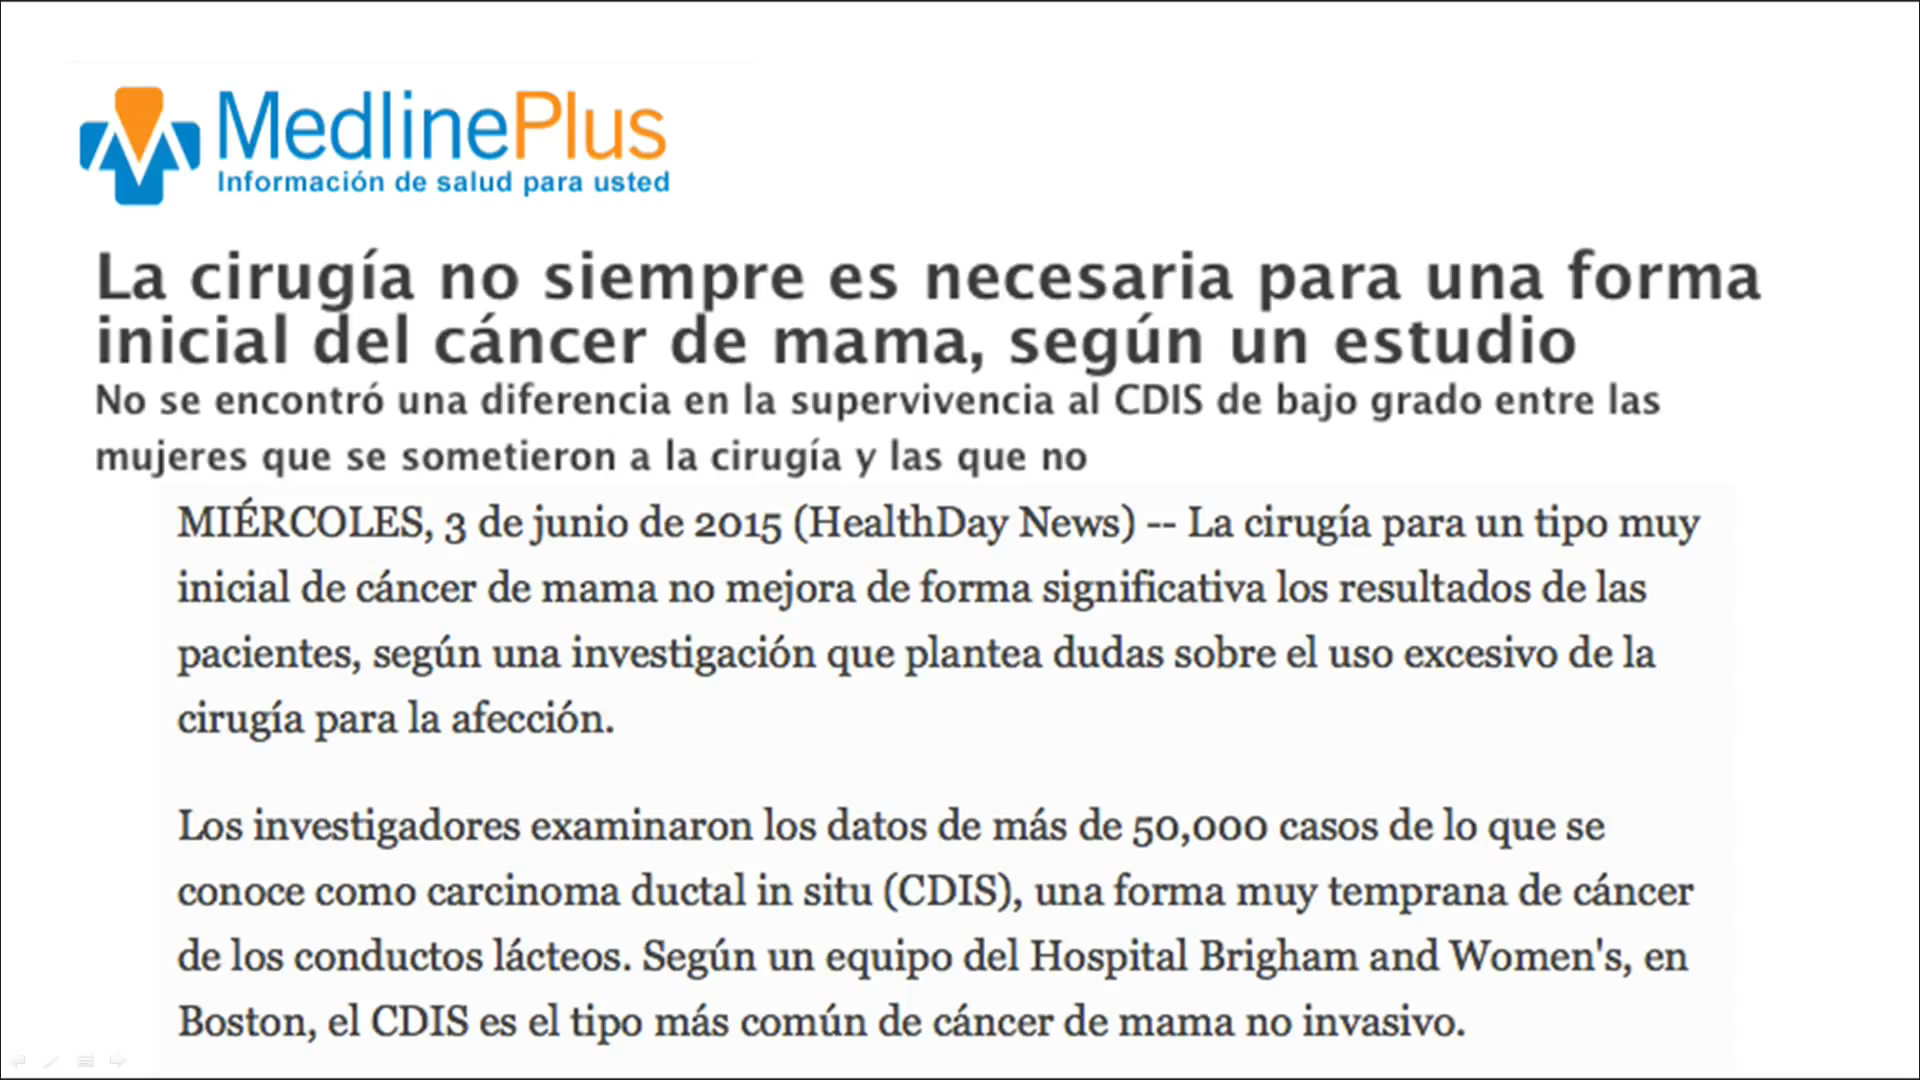 MedlinePlus
Información de salud para usted
La cirugía no siempre es necesaria para una forma
inicial del cáncer de mama, según un estudio
No se encontró una diferencia en la supervivencia al CDIS de bajo grado entre las
mujeres que se sometieron a la cirugía y las que no
MIÉRCOLES, 3 de junio de 2015 (HealthDay News) -- La cirugía para un tipo muy
inicial de cáncer de mama no mejora de forma significativa los resultados de las
pacientes, según una investigación que plantea dudas sobre el uso excesivo de la
cirugía para la afección.
Los investigadores examinaron los datos de más de 50,000 casos de lo que se
conoce como carcinoma ductal in situ (CDIS), una forma muy temprana de cáncer
de los conductos lácteos. Según un equipo del Hospital Brigham and Women's, en
Boston, el CDIS es el tipo más común de cáncer de mama no invasivo.